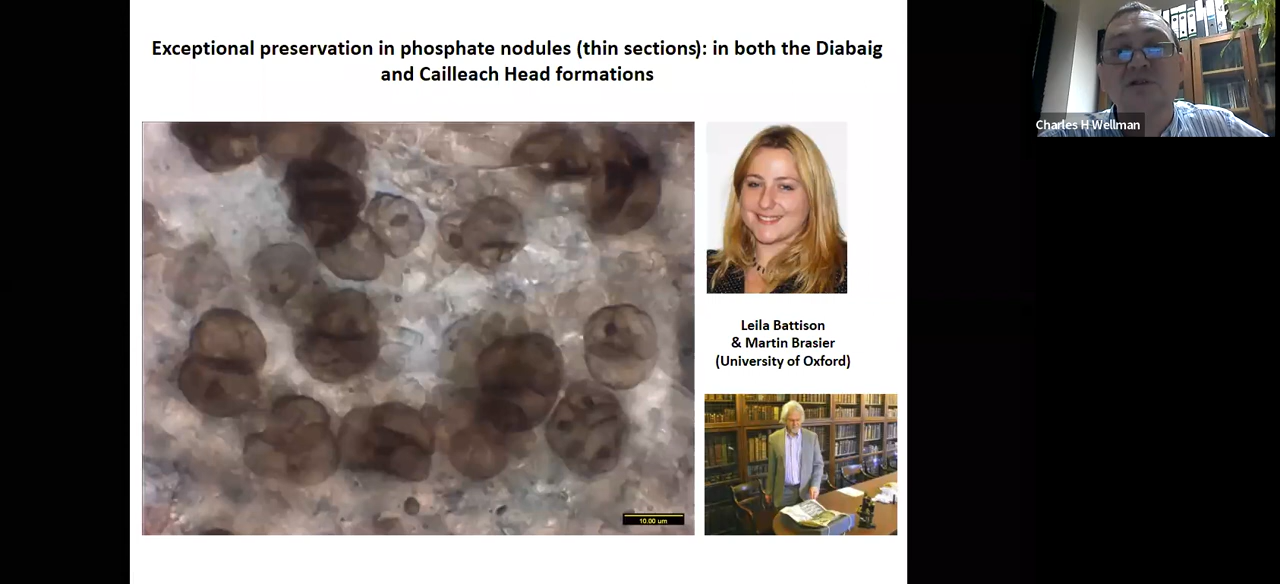 Exceptional preservation in phosphate nodules (thin sections): in both the Diabaig
and Cailleach Head formations
Charles H Wellman
Leila Battison
& Martin Brasier
(University of Oxford)
10.00 um